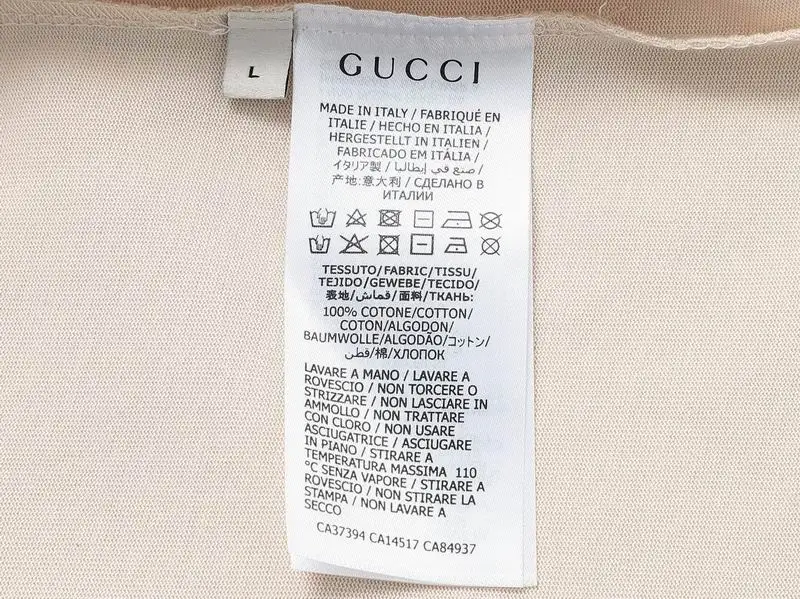 L
GUCCI
MADE IN ITALY / FABRIQUÉ EN
ITALIE / HECHO EN ITALIA /
HERGESTELLT IN ITALIEN /
FABRICADO EM ITÁLIA /
イタリア製 / صنع في إيطاليا /
产地:意大利 / СДЕЛАНО В
ИТАЛИИ
TESSUTO/FABRIC/TISSU/
TEJIDO/GEWEBE/TECIDO/
表地/قماش/面料/ТКАНЬ:
100% COTONE/COTTON/
COTON/ALGODON/
BAUMWOLLE/ALGODÃO/コットン/
قطن/棉/ХЛОПОК
LAVARE A MANO / LAVARE A
ROVESCIO / NON TORCERE O
STRIZZARE / NON LASCIARE IN
AMMOLLO / NON TRATTARE
CON CLORO / NON USARE
ASCIUGATRICE / ASCIUGARE
IN PIANO / STIRARE A
TEMPERATURA MASSIMA 110
°C SENZA VAPORE / STIRARE A
ROVESCIO / NON STIRARE LA
STAMPA / NON LAVARE A
SECCO
CA37394 CA14517 CA84937